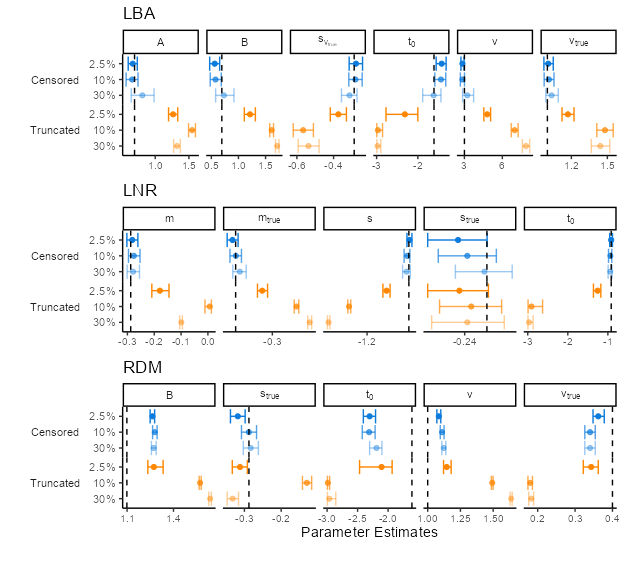 LBA
A B s_v_true t_0 v v_true
2.5%
Censored 10%
30%
2.5%
Truncated 10%
30%
1.0 1.5 0.5 1.0 1.5 -0.6 -0.4 -3 -2 3 6 1.2 1.5
LNR
m m_true s s_true t_0
2.5%
Censored 10%
30%
2.5%
Truncated 10%
30%
-0.3 -0.2 -0.1 0.0 -0.3 -1.2 -0.24 -3 -2 -1
RDM
B s_true t_0 v v_true
2.5%
Censored 10%
30%
2.5%
Truncated 10%
30%
1.1 1.4 -0.3 -0.2 -3.0 -2.5 -2.0 1.00 1.25 1.50 0.2 0.3 0.4
Parameter Estimates